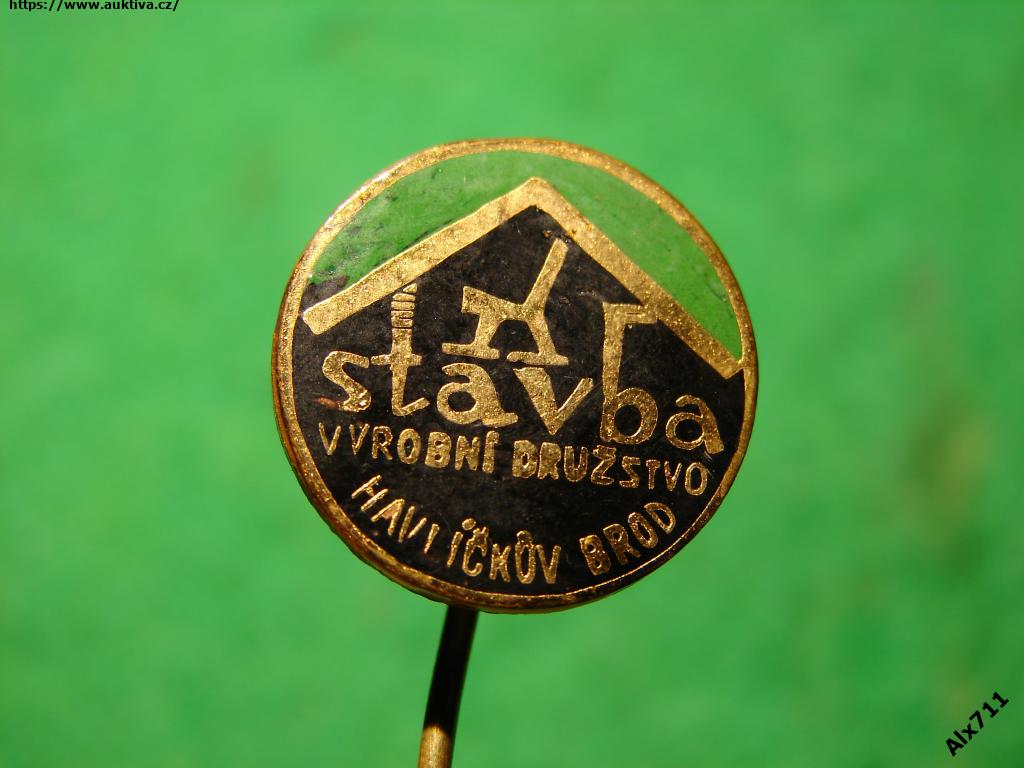 https://www.auktiva.cz/
stavba
VÝROBNÍ DRUŽSTVO
HAVLÍČKŮV BROD
Alx711